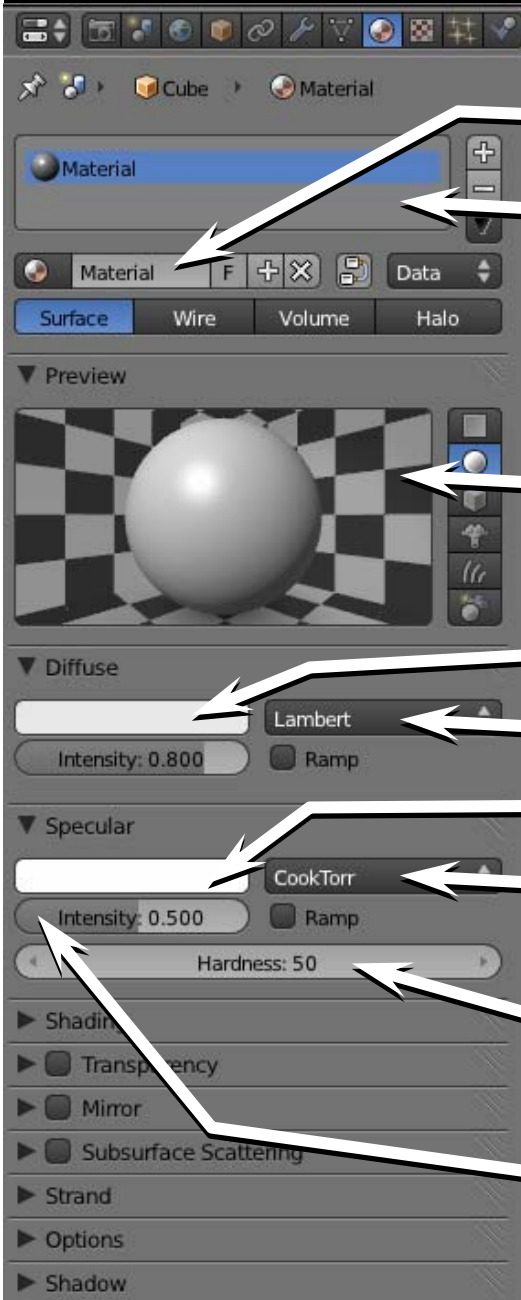 Cube Material
Material
Material F Data
Surface Wire Volume Halo
Preview
Diffuse
Lambert
Intensity: 0.800 Ramp
Specular
CookTorr
Intensity: 0.500 Ramp
Hardness: 50
Shading
Transparency
Mirror
Subsurface Scattering
Strand
Options
Shadow